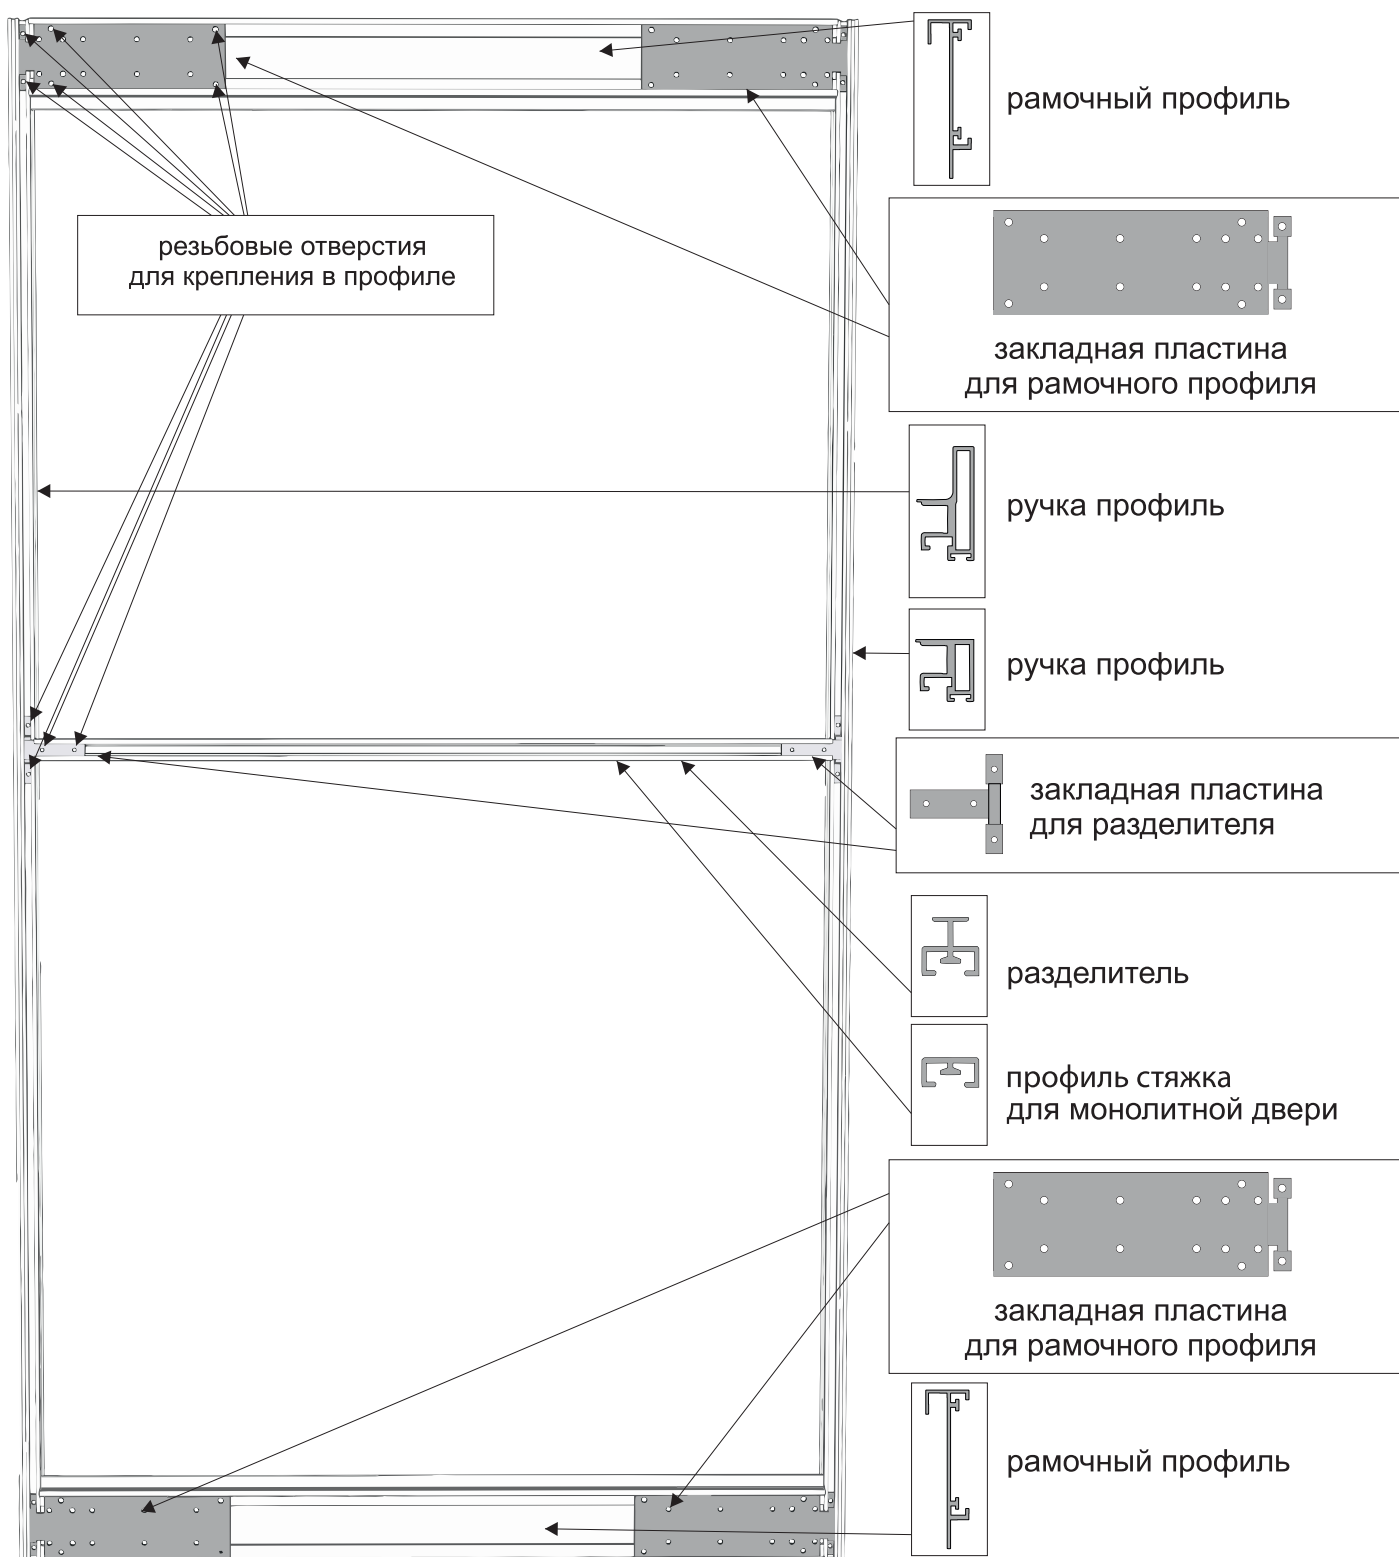 рамочный профиль
резьбовые отверстия
для крепления в профиле
закладная пластина
для рамочного профиля
ручка профиль
ручка профиль
закладная пластина
для разделителя
разделитель
профиль стяжка
для монолитной двери
закладная пластина
для рамочного профиля
рамочный профиль